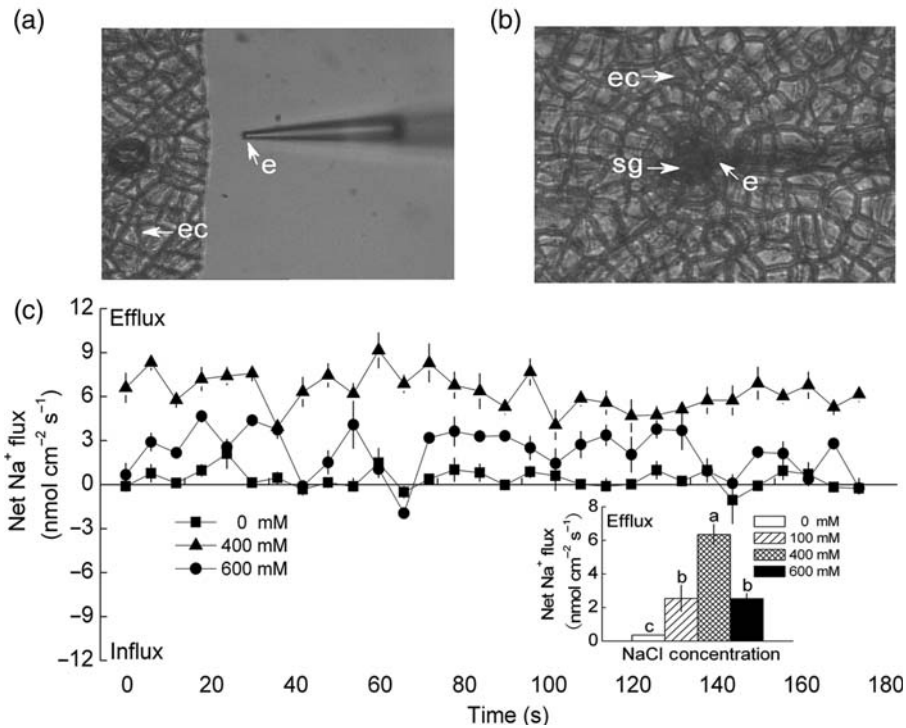 (a)
e
ec
(b)
ec
sg
e
(c)
Net Na⁺ flux
(nmol cm⁻² s⁻¹)
12
9
6
3
0
−3
−6
−9
−12
Efflux
Influx
0 mM
400 mM
600 mM
0 20 40 60 80 100 120 140 160 180
Time (s)
Net Na⁺ flux
(nmol cm⁻² s⁻¹)
8
6
4
2
0
Efflux
c
b
a
b
0 mM
100 mM
400 mM
600 mM
NaCl concentration